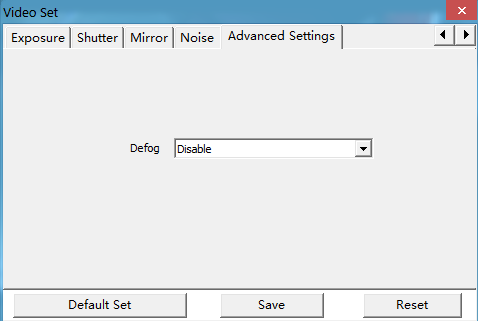 Video Set
Exposure Shutter Mirror Noise Advanced Settings
Defog Disable
Default Set Save Reset